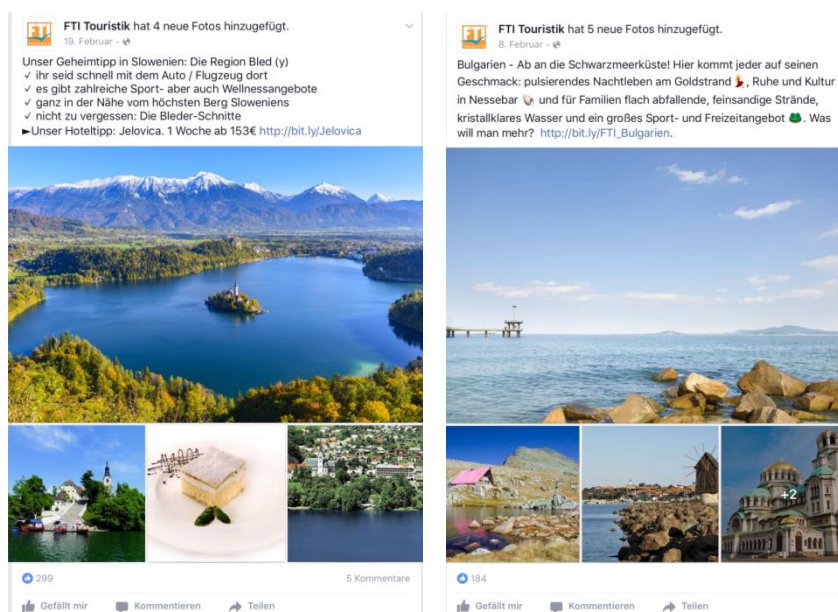 FTI Touristik hat 4 neue Fotos hinzugefügt.
19. Februar ·
Unser Geheimtipp in Slowenien: Die Region Bled (y)
✓ ihr seid schnell mit dem Auto / Flugzeug dort
✓ es gibt zahlreiche Sport- aber auch Wellnessangebote
✓ ganz in der Nähe vom höchsten Berg Sloweniens
✓ nicht zu vergessen: Die Bleder-Schnitte
►Unser Hoteltipp: Jelovica. 1 Woche ab 153€ http://bit.ly/Jelovica
299
5 Kommentare
Gefällt mir
Kommentieren
Teilen
FTI Touristik hat 5 neue Fotos hinzugefügt.
8. Februar ·
Bulgarien - Ab an die Schwarzmeerküste! Hier kommt jeder auf seinen
Geschmack: pulsierendes Nachtleben am Goldstrand 💃, Ruhe und Kultur
in Nessebar 🐚 und für Familien flach abfallende, feinsandige Strände,
kristallklares Wasser und ein großes Sport- und Freizeitangebot 🐸. Was
will man mehr? http://bit.ly/FTI_Bulgarien.
+2
184
Gefällt mir
Kommentieren
Teilen